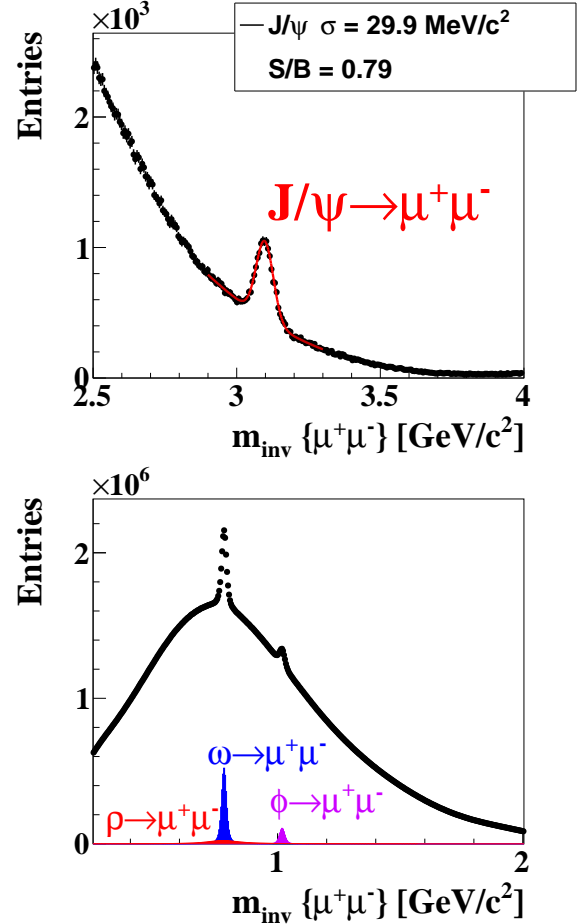 ×10³
J/ψ σ = 29.9 MeV/c²
S/B = 0.79
Entries
2
1
0
J/ψ→μ⁺μ⁻
2.5 3 3.5 4
m_inv {μ⁺μ⁻} [GeV/c²]
×10⁶
Entries
2
1
0
ω→μ⁺μ⁻
ρ→μ⁺μ⁻ ϕ→μ⁺μ⁻
1 2
m_inv {μ⁺μ⁻} [GeV/c²]